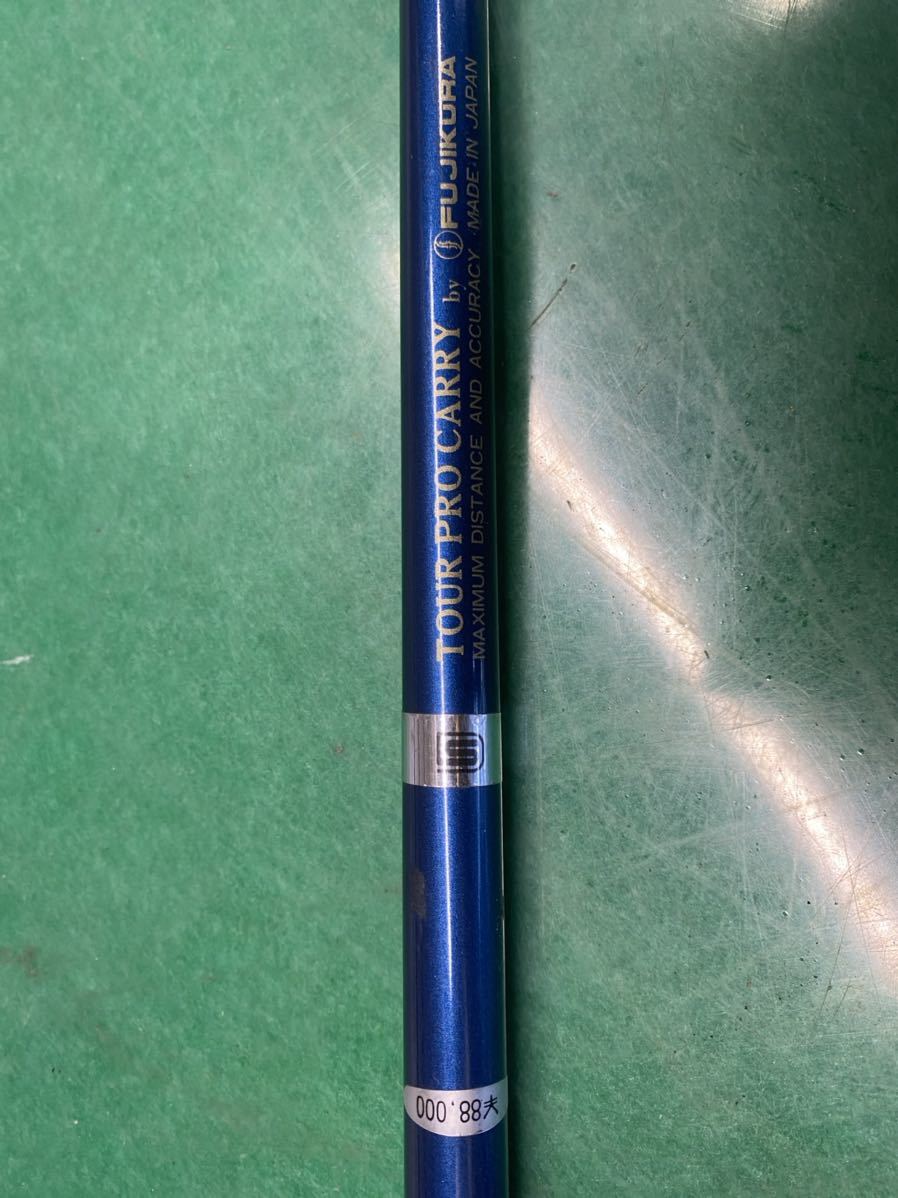 TOUR PRO CARRY by FUJIKURA
MAXIMUM DISTANCE AND ACCURACY · MADE IN JAPAN
¥88,000